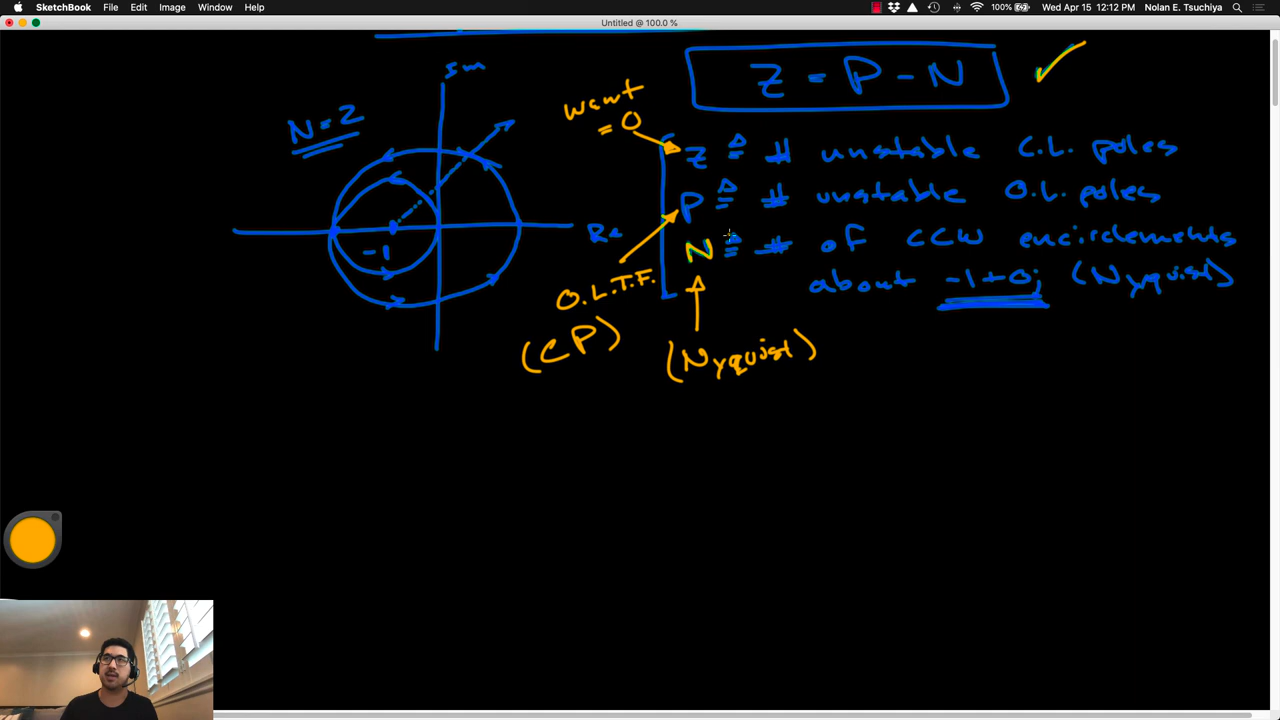 SketchBook File Edit Image Window Help 100% Wed Apr 15 12:12 PM Nolan E. Tsuchiya
Untitled @ 100.0 %
Z = P - N
Im
N = 2
want
= 0
Z ≜ # unstable C.L. poles
P ≜ # unstable O.L. poles
N ≜ # of CCW encirclements
about -1+0j (Nyquist)
Re
-1
O.L.T.F.
(CP)
(Nyquist)